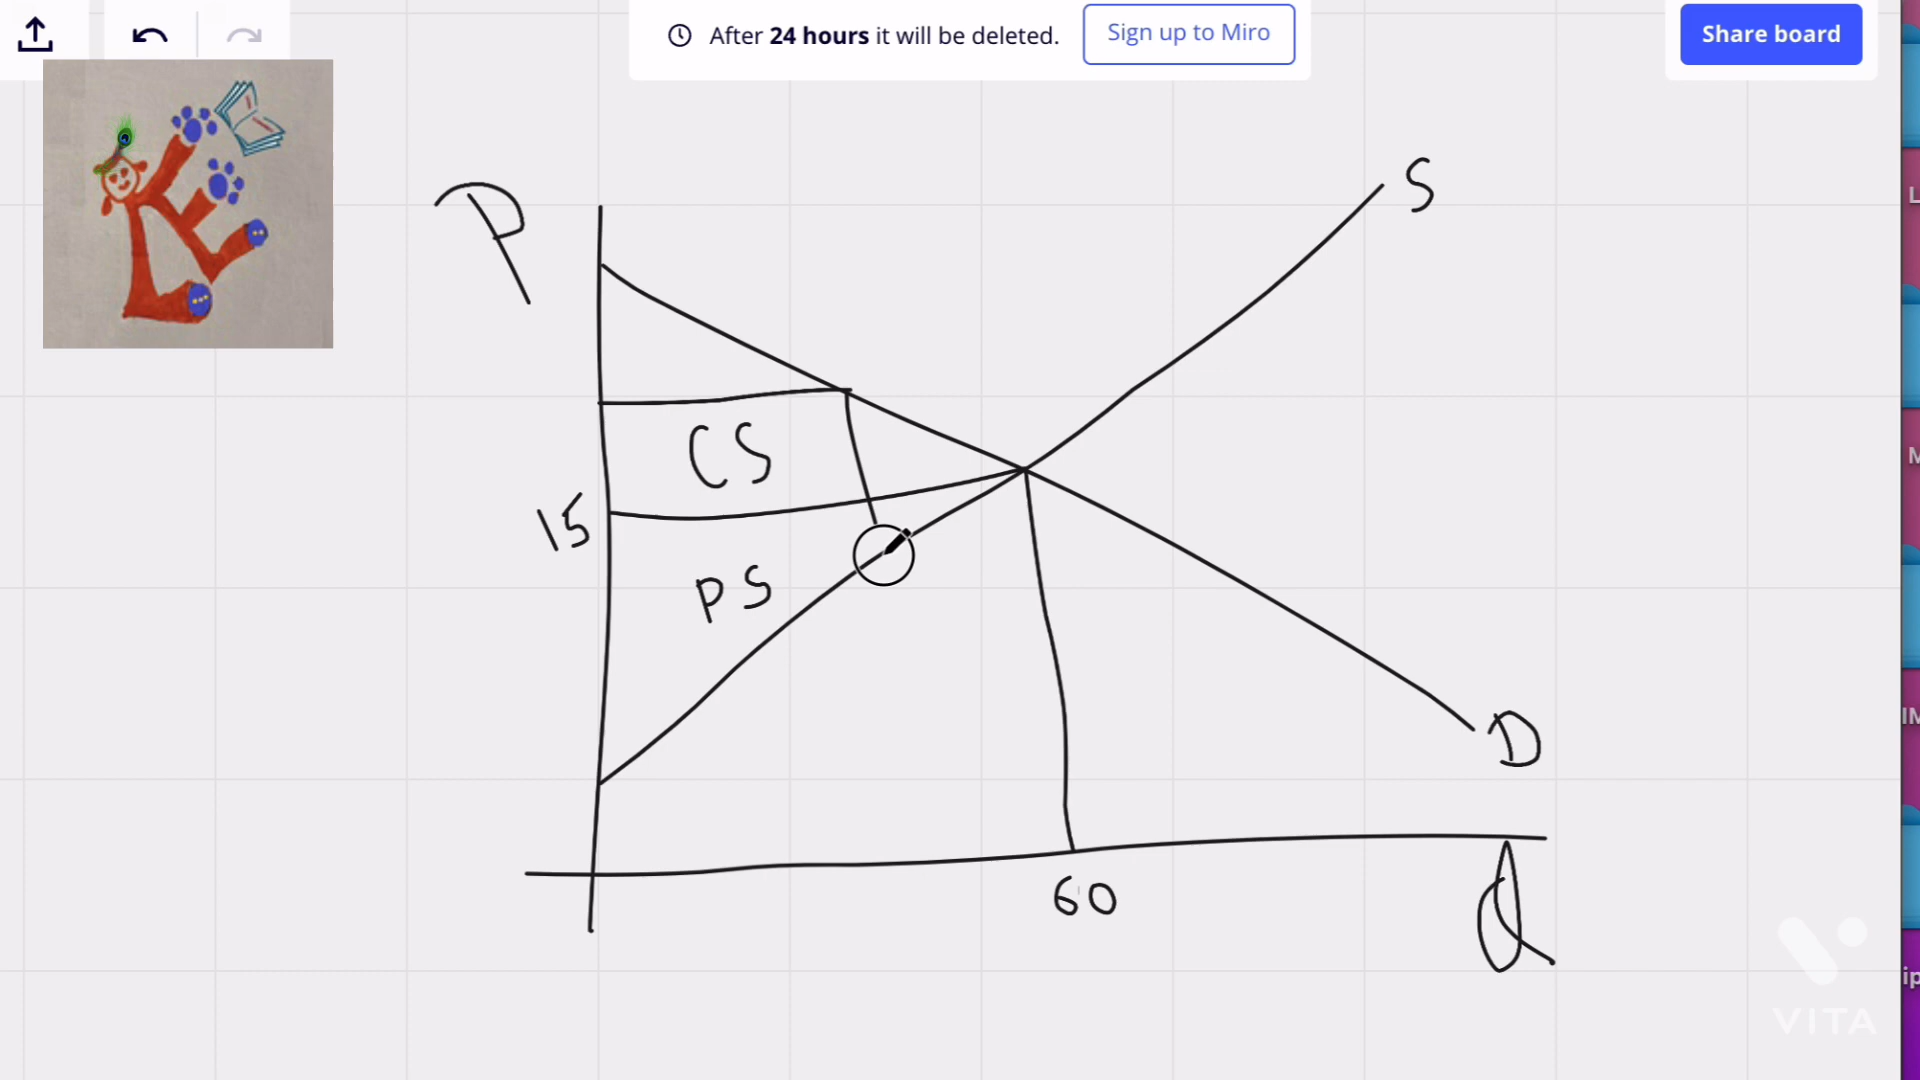 After 24 hours it will be deleted.
Sign up to Miro
Share board
P
S
CS
15
PS
D
60
Q
VITA